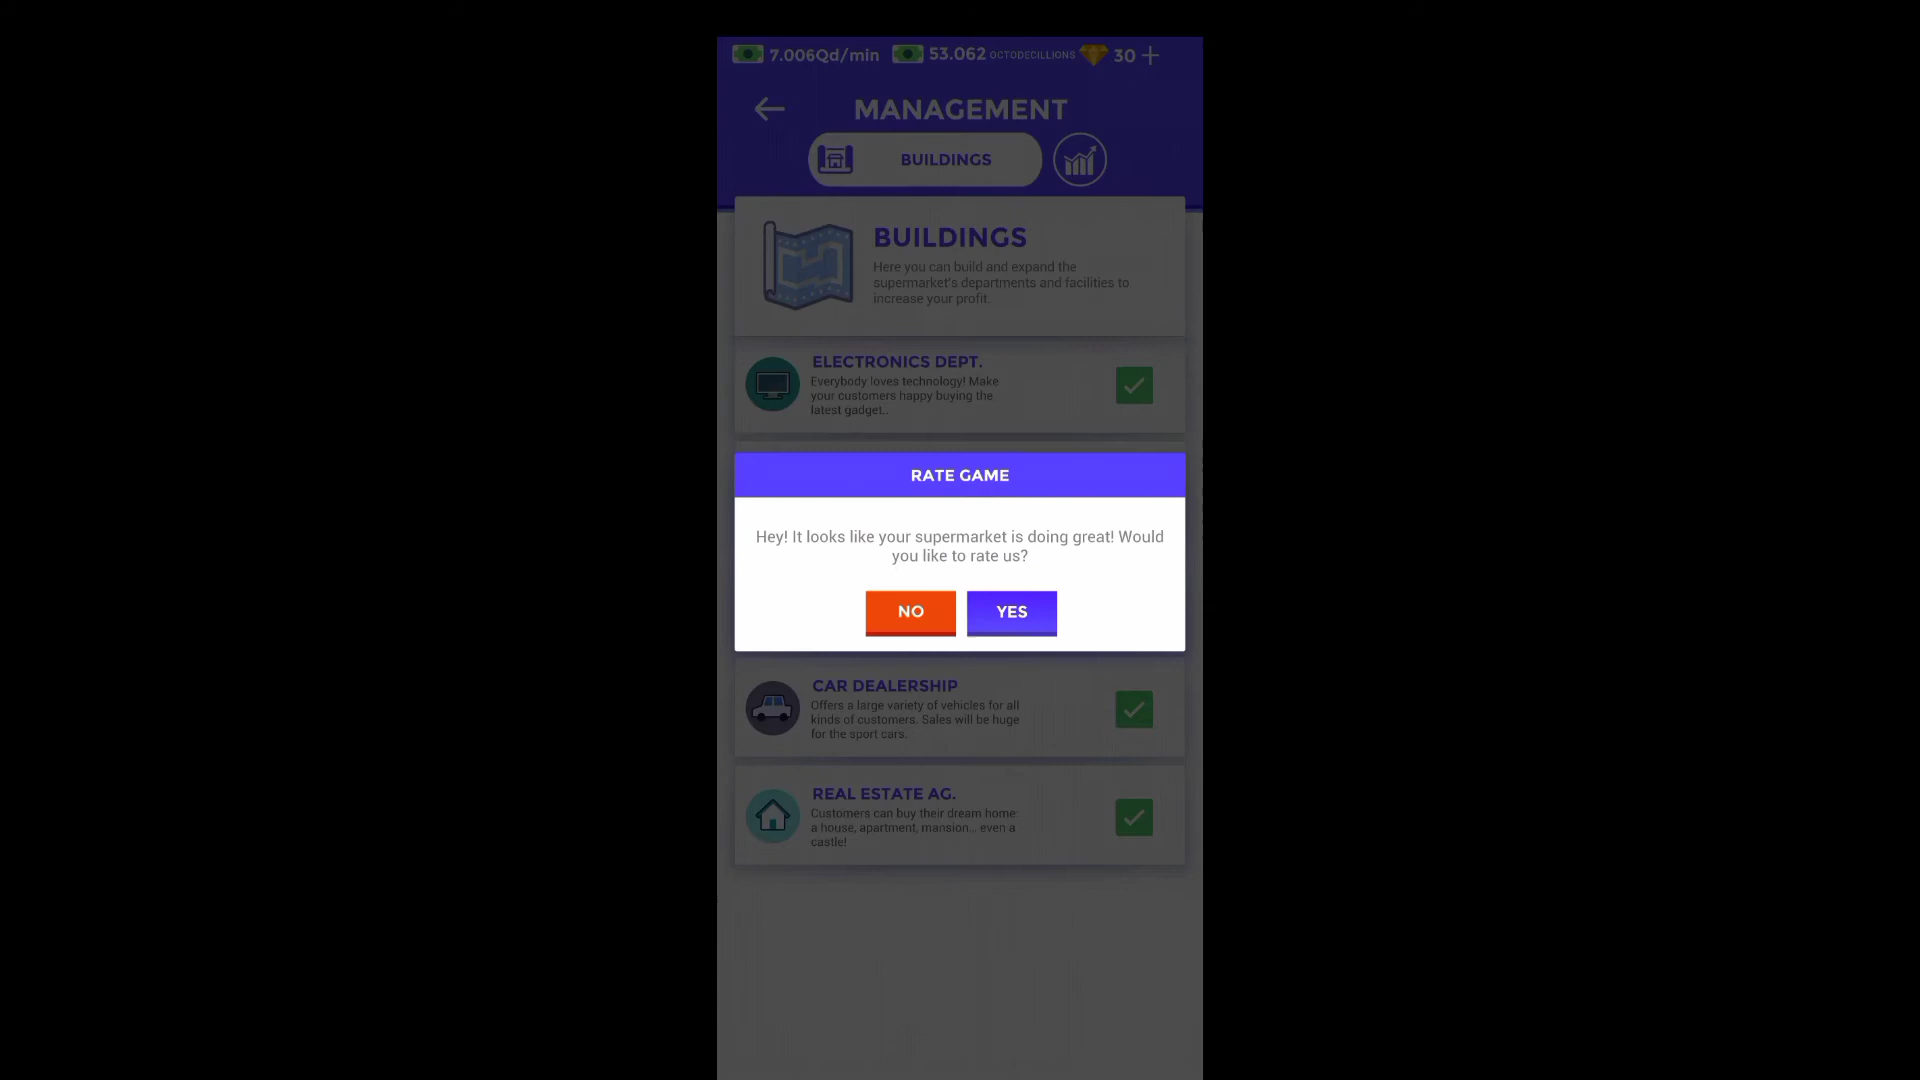 7.006Qd/min 53.062 OCTODECILLIONS 30
MANAGEMENT
BUILDINGS
BUILDINGS
Here you can build and expand the
supermarket's departments and facilities to
increase your profit.
ELECTRONICS DEPT.
Everybody loves technology! Make
your customers happy buying the
latest gadget..
RATE GAME
Hey! It looks like your supermarket is doing great! Would
you like to rate us?
NO YES
CAR DEALERSHIP
Offers a large variety of vehicles for all
kinds of customers. Sales will be huge
for the sport cars.
REAL ESTATE AG.
Customers can buy their dream home:
a house, apartment, mansion... even a
castle!